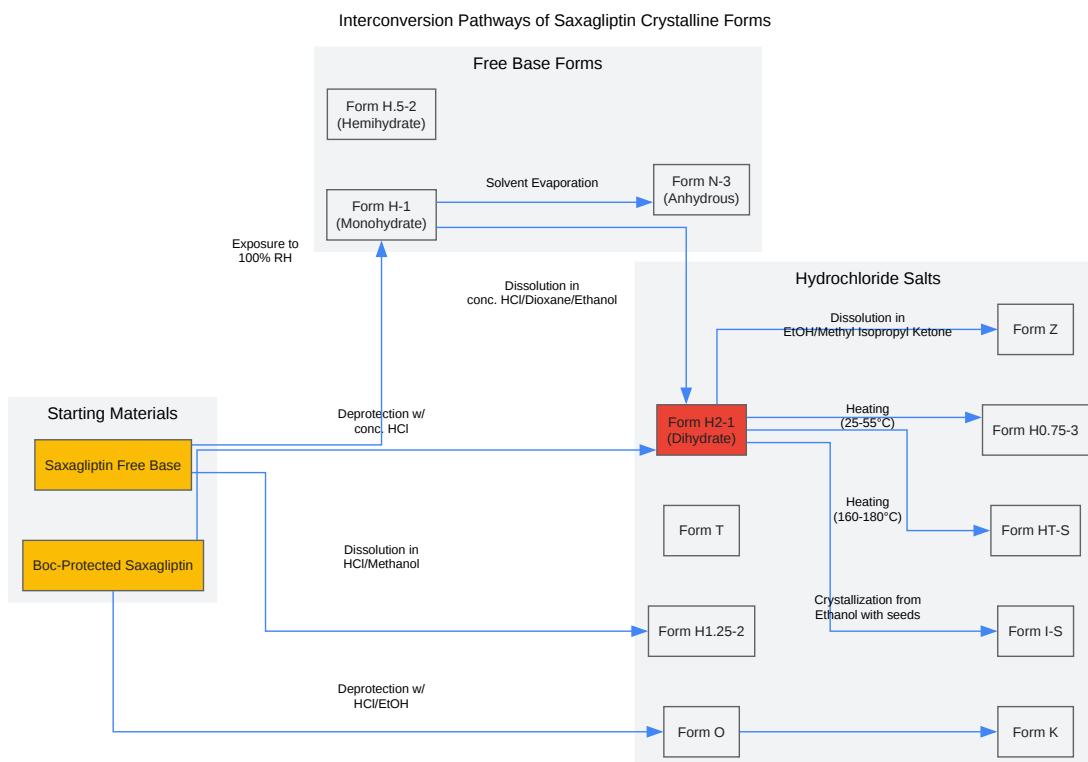 Interconversion Pathways of Saxagliptin Crystalline Forms
Free Base Forms
Form H.5-2
(Hemihydrate)
Form H-1
(Monohydrate)
Solvent Evaporation
Form N-3
(Anhydrous)
Exposure to
100% RH
Dissolution in
conc. HCl/Dioxane/Ethanol
Hydrochloride Salts
Dissolution in
EtOH/Methyl Isopropyl Ketone
Form Z
Starting Materials
Saxagliptin Free Base
Boc-Protected Saxagliptin
Deprotection w/
conc. HCl
Form H2-1
(Dihydrate)
Heating
(25-55°C)
Form H0.75-3
Form T
Heating
(160-180°C)
Form HT-S
Dissolution in
HCl/Methanol
Form H1.25-2
Crystallization from
Ethanol with seeds
Form I-S
Deprotection w/
HCl/EtOH
Form O
Form K